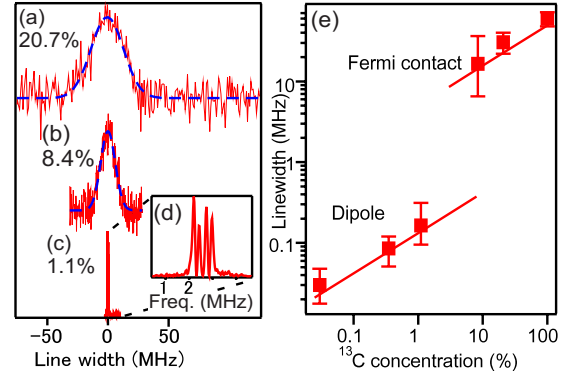 (a)
20.7%
(b)
8.4%
(c)
1.1%
(d)
1 2
Freq. (MHz)
-50 0 50
Line width (MHz)
(e)
Fermi contact
Dipole
10
1
0.1
Linewidth (MHz)
0.1 1 10 100
¹³C concentration (%)